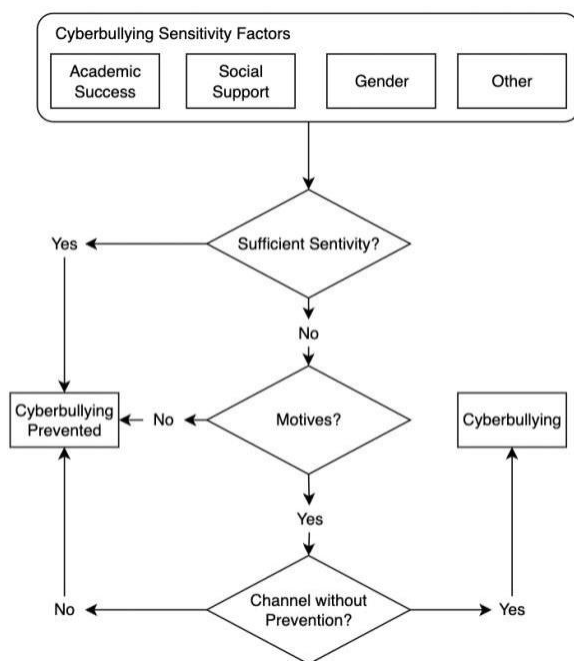 Cyberbullying Sensitivity Factors
Academic
Success
Social
Support
Gender
Other
Yes
Sufficient Sentivity?
No
Cyberbullying
Prevented
No
Motives?
Cyberbullying
Yes
No
Channel without
Prevention?
Yes